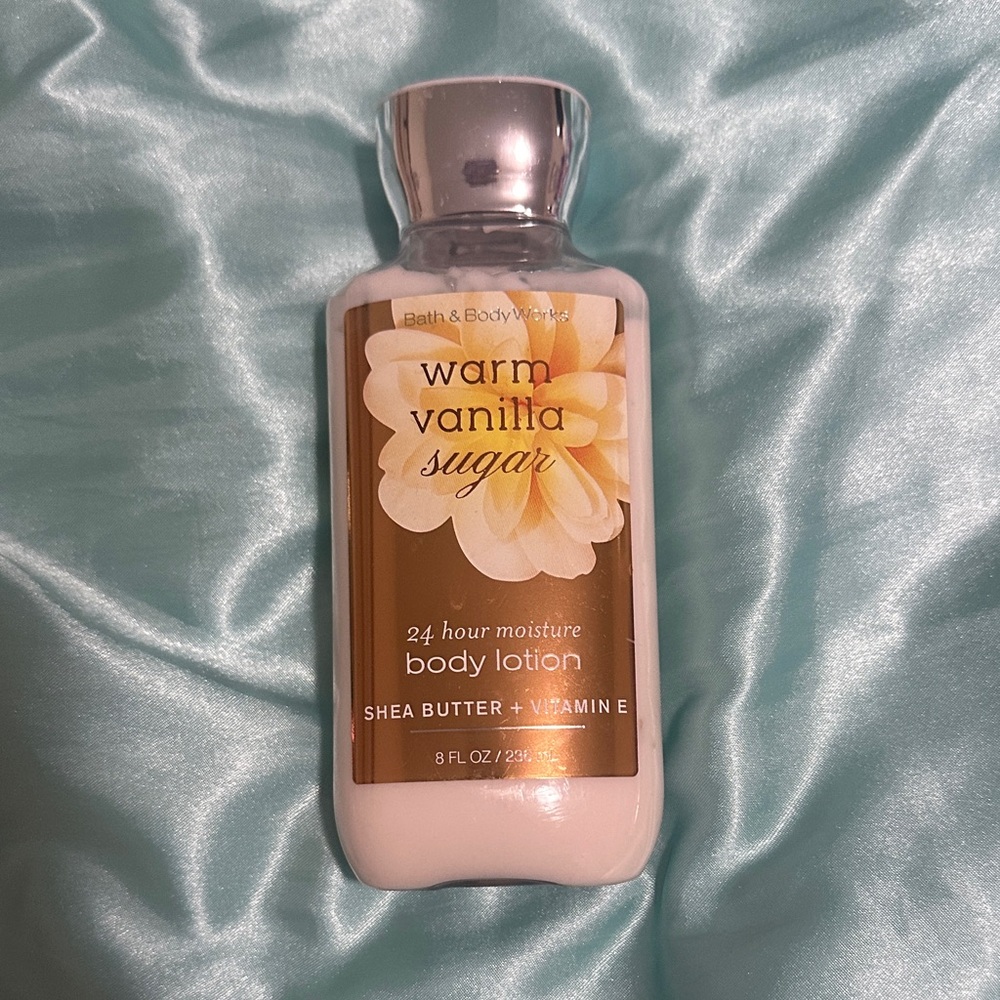 Bath & Body Works
warm
vanilla
sugar
24 hour moisture
body lotion
SHEA BUTTER + VITAMIN E
8 FL OZ /